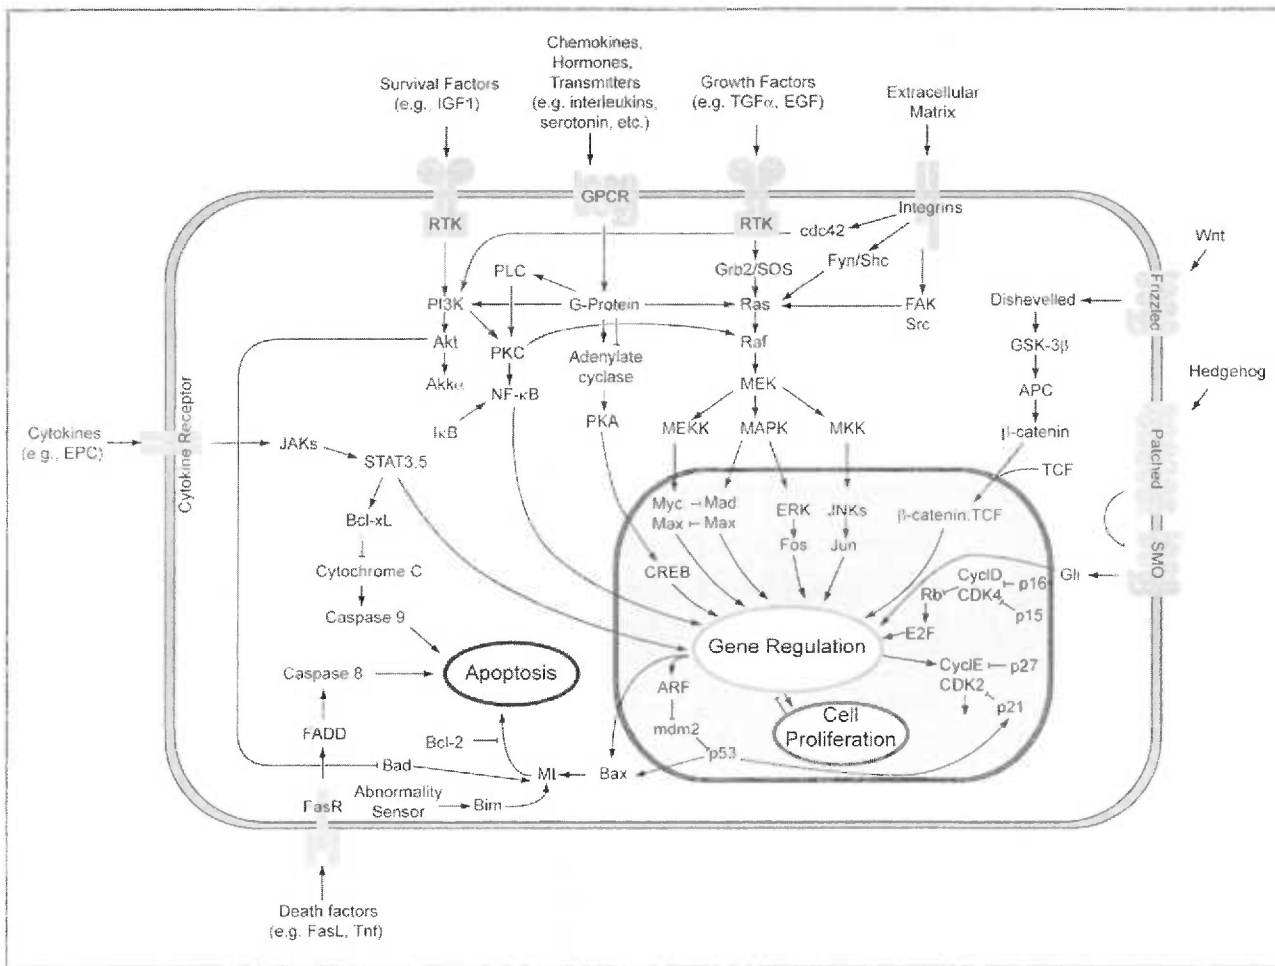 Chemokines,
Hormones,
Transmitters
(e.g. interleukins,
serotonin, etc.)
Survival Factors
(e.g., IGF1)
Growth Factors
(e.g. TGFα, EGF)
Extracellular
Matrix
GPCR
RTK
RTK
Integrins
cdc42
Wnt
PLC
Grb2/SOS
Fyn/Shc
Frizzled
PI3K
G-Protein
Ras
FAK
Src
Dishevelled
Akt
PKC
Adenylate
cyclase
Raf
GSK-3β
Akkα
NF-κB
MEK
APC
Hedgehog
IκB
PKA
MEKK
MAPK
MKK
β-catenin
Cytokines
(e.g., EPC)
Cytokine Receptor
JAKs
STAT3,5
TCF
Patched
Bcl-xL
Myc
Mad
Max
Max
ERK
JNKs
β-catenin:TCF
Fos
Jun
Cytochrome C
CREB
Gli
SMO
CyclD
CDK4
p16
p15
Rb
E2F
Caspase 9
Gene Regulation
Caspase 8
Apoptosis
ARF
CyclE
CDK2
p27
p21
FADD
Bcl-2
mdm2
Cell
Proliferation
p53
Bad
Mt
Bax
FasR
Abnormality
Sensor
Bim
Death factors
(e.g. FasL, Tnf)